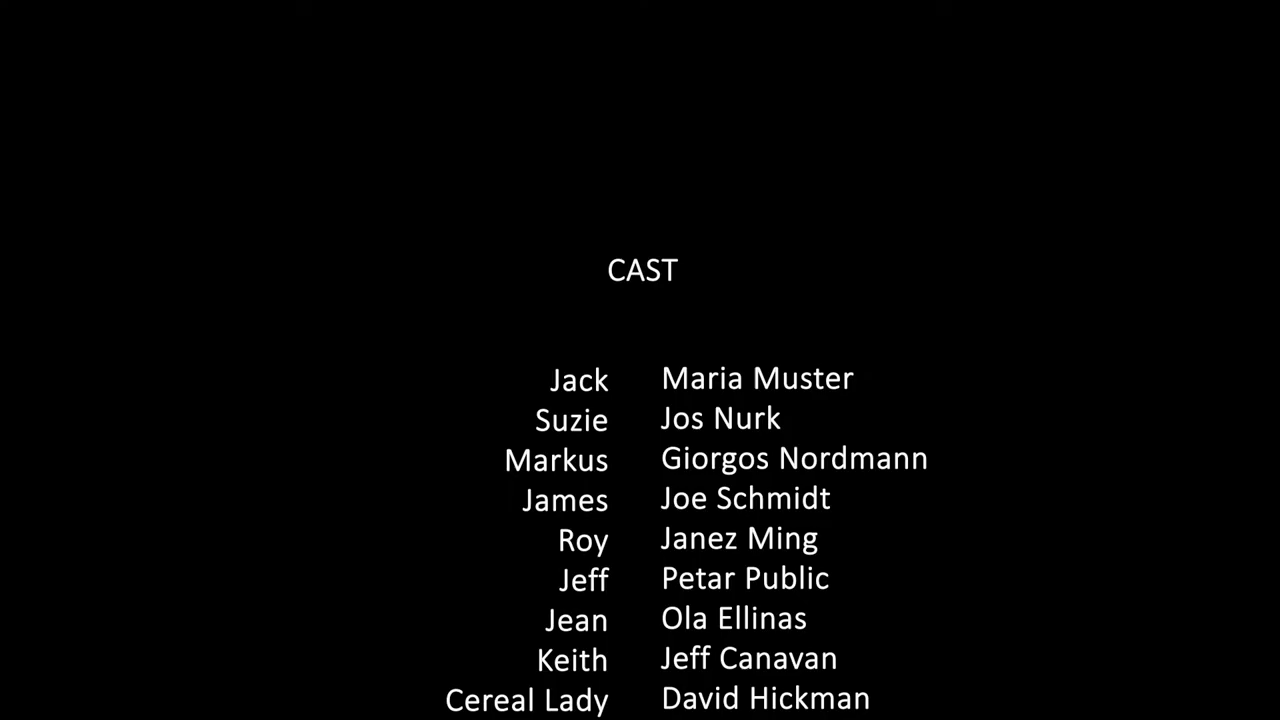 CAST
Jack Maria Muster
Suzie Jos Nurk
Markus Giorgos Nordmann
James Joe Schmidt
Roy Janez Ming
Jeff Petar Public
Jean Ola Ellinas
Keith Jeff Canavan
Cereal Lady David Hickman